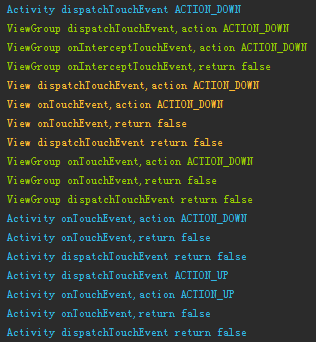 Activity dispatchTouchEvent ACTION_DOWN
ViewGroup dispatchTouchEvent, action ACTION_DOWN
ViewGroup onInterceptTouchEvent, action ACTION_DOWN
ViewGroup onInterceptTouchEvent, return false
View dispatchTouchEvent, action ACTION_DOWN
View onTouchEvent, action ACTION_DOWN
View onTouchEvent, return false
View dispatchTouchEvent return false
ViewGroup onTouchEvent, action ACTION_DOWN
ViewGroup onTouchEvent, return false
ViewGroup dispatchTouchEvent return false
Activity onTouchEvent, action ACTION_DOWN
Activity onTouchEvent, return false
Activity dispatchTouchEvent return false
Activity dispatchTouchEvent ACTION_UP
Activity onTouchEvent, action ACTION_UP
Activity onTouchEvent, return false
Activity dispatchTouchEvent return false